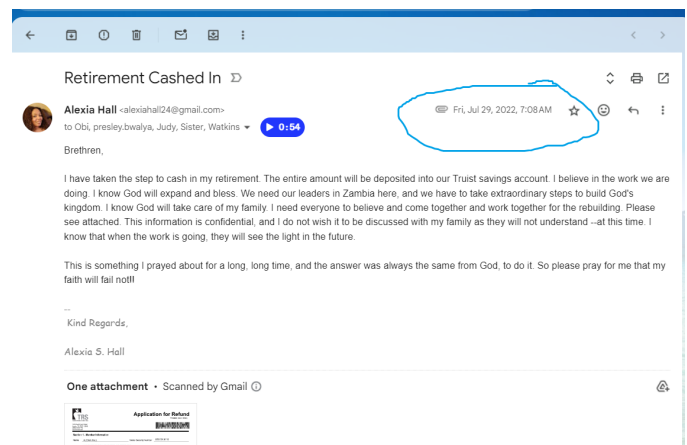 Retirement Cashed In
Alexia Hall <alexiahall24@gmail.com>
Fri, Jul 29, 2022, 7:08 AM
to Obi, presley.bwalya, Judy, Sister, Watkins
0:54
Brethren,
I have taken the step to cash in my retirement. The entire amount will be deposited into our Truist savings account. I believe in the work we are
doing. I know God will expand and bless. We need our leaders in Zambia here, and we have to take extraordinary steps to build God's
kingdom. I know God will take care of my family. I need everyone to believe and come together and work together for the rebuilding. Please
see attached. This information is confidential, and I do not wish it to be discussed with my family as they will not understand --at this time. I
know that when the work is going, they will see the light in the future.
This is something I prayed about for a long, long time, and the answer was always the same from God, to do it. So please pray for me that my
faith will fail not!!
...
Kind Regards,
Alexia S. Hall
One attachment • Scanned by Gmail
TRS
Application for Refund